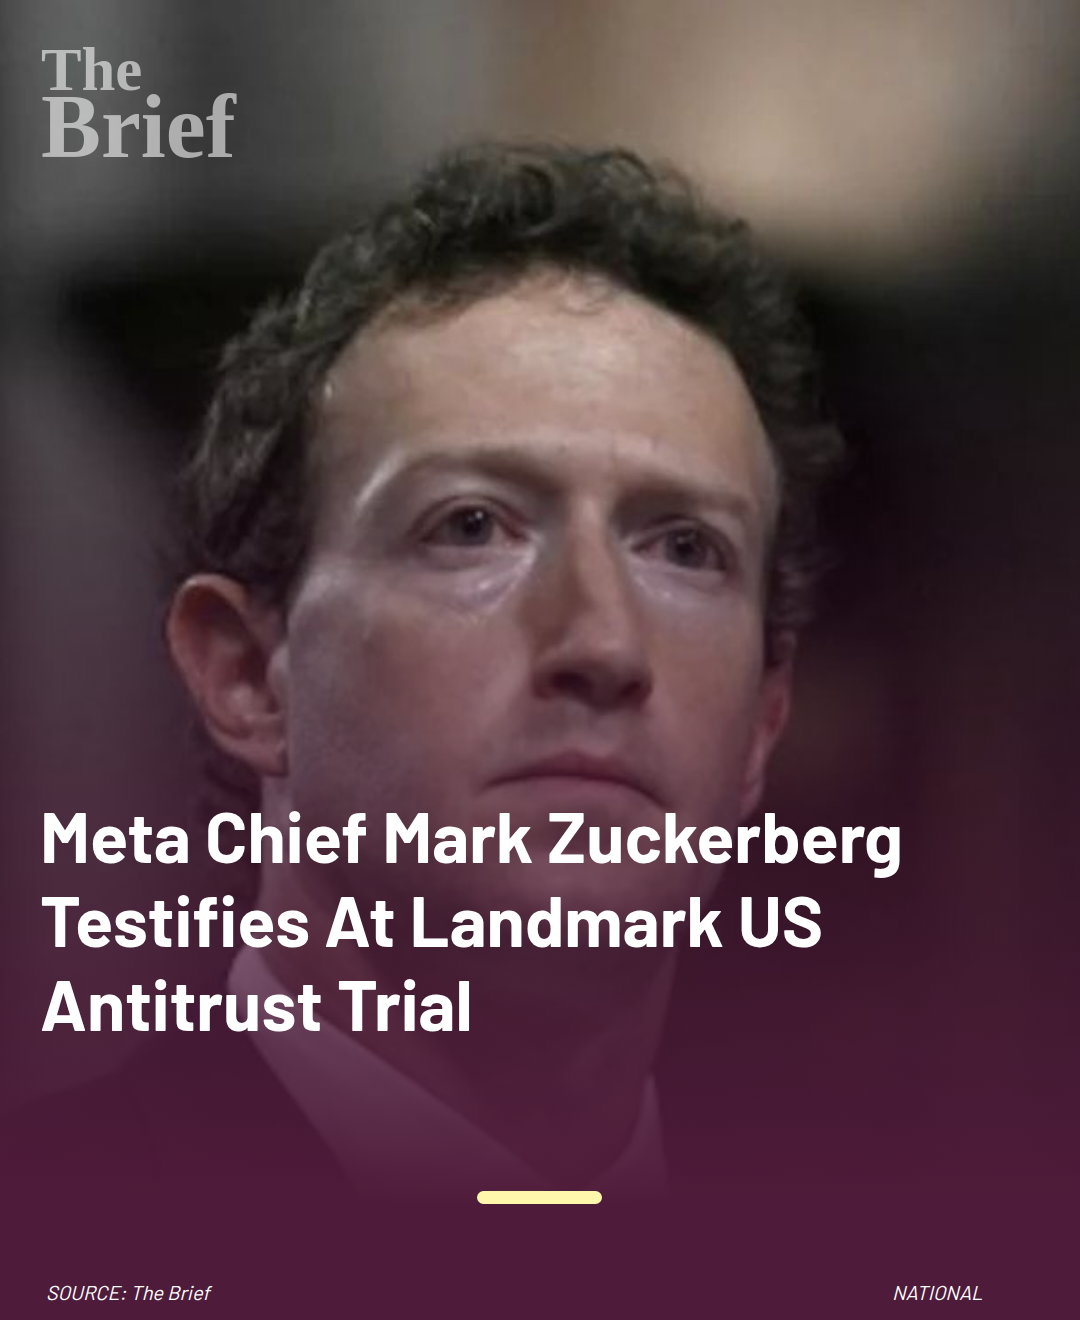 The
Brief
Meta Chief Mark Zuckerberg
Testifies At Landmark US
Antitrust Trial
SOURCE: The Brief
NATIONAL